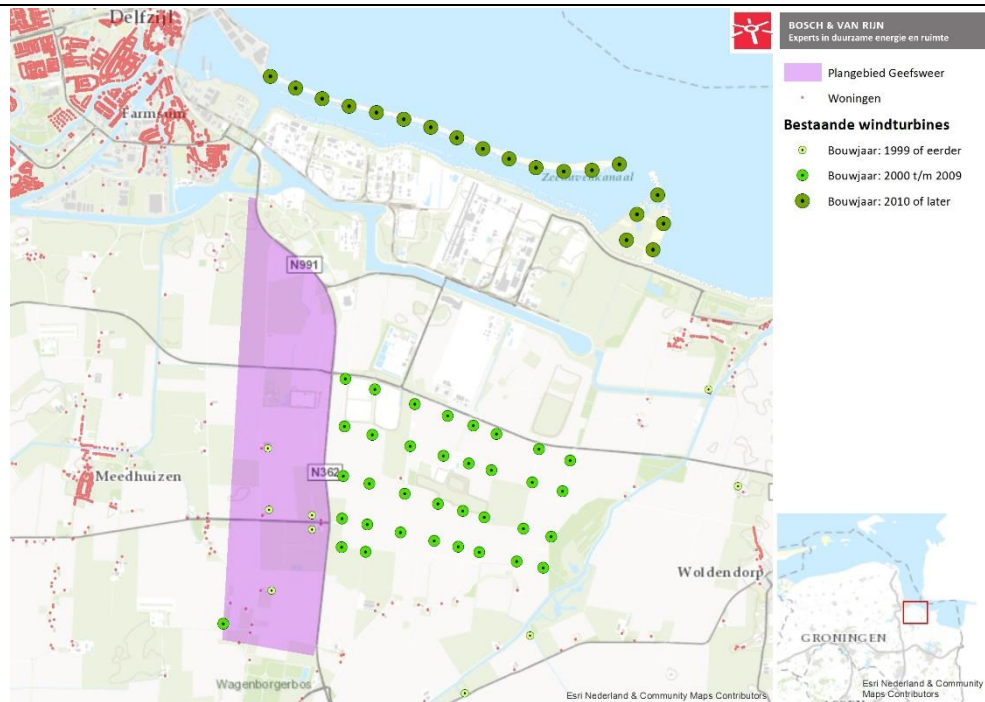 Delfzijl
Farmsum
Zeehavenkanaal
N991
N362
Meedhuizen
Woldendorp
Wagenborgerbos
Esri Nederland & Community Maps Contributors
BOSCH & VAN RIJN
Experts in duurzame energie en ruimte
Plangebied Geefsweer
Woningen
Bestaande windturbines
Bouwjaar: 1999 of eerder
Bouwjaar: 2000 t/m 2009
Bouwjaar: 2010 of later
GRONINGEN
Esri Nederland & Community
Maps Contributors